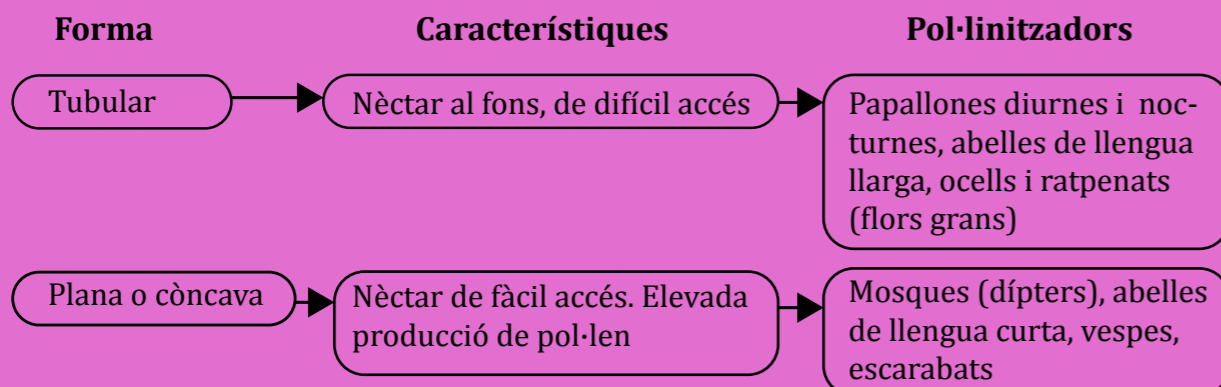 Forma
Característiques
Pol·linitzadors
Tubular
Nèctar al fons, de difícil accés
Papallones diurnes i noc-
turnes, abelles de llengua
llarga, ocells i ratpenats
(flors grans)
Plana o còncava
Nèctar de fàcil accés. Elevada
producció de pol·len
Mosques (dípters), abelles
de llengua curta, vespes,
escarabats